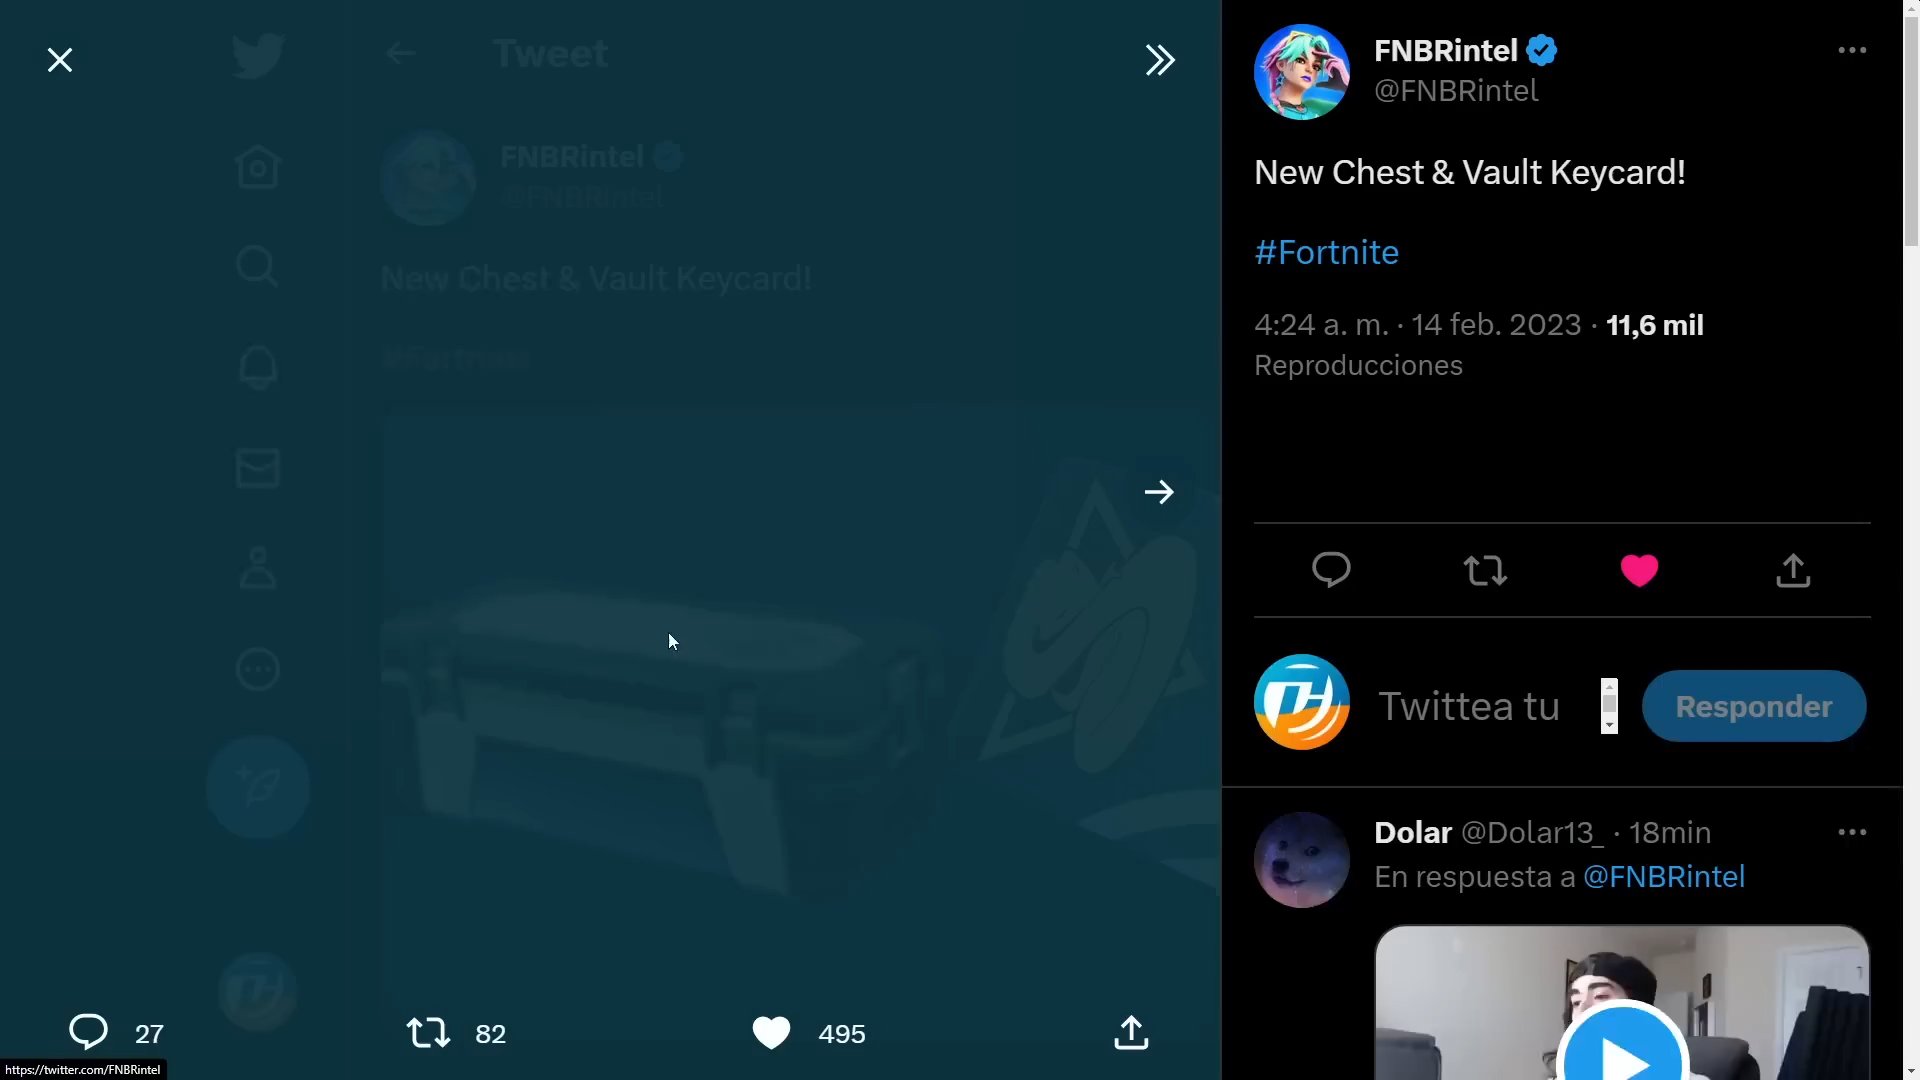 Tweet
FNBRintel
@FNBRintel
New Chest & Vault Keycard!
#Fortnite
27
82
495
https://twitter.com/FNBRintel
FNBRintel
@FNBRintel
New Chest & Vault Keycard!
#Fortnite
4:24 a. m. · 14 feb. 2023 · 11,6 mil
Reproducciones
Twittea tu
Responder
Dolar @Dolar13_ · 18min
En respuesta a @FNBRintel